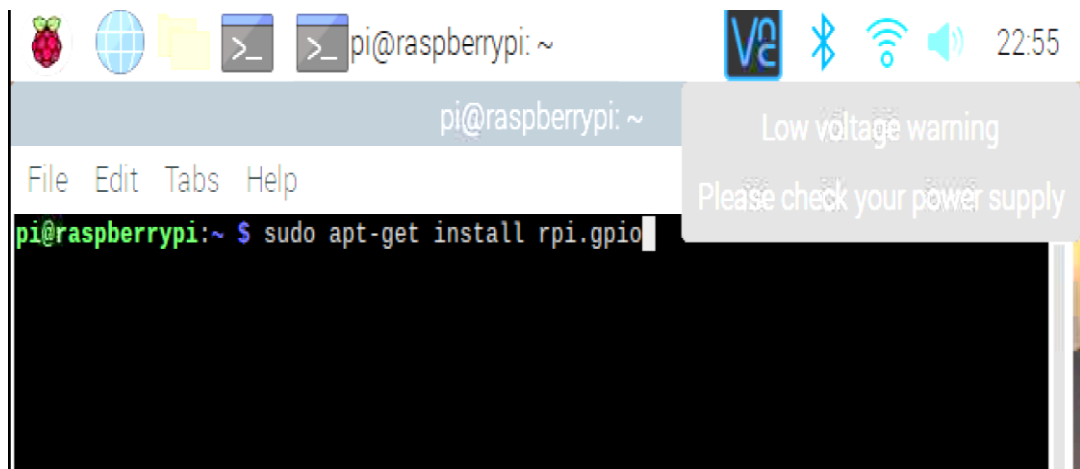 pi@raspberrypi: ~
VNC
22:55
pi@raspberrypi: ~
Low voltage warning
Please check your power supply
File Edit Tabs Help
pi@raspberrypi:~ $ sudo apt-get install rpi.gpio